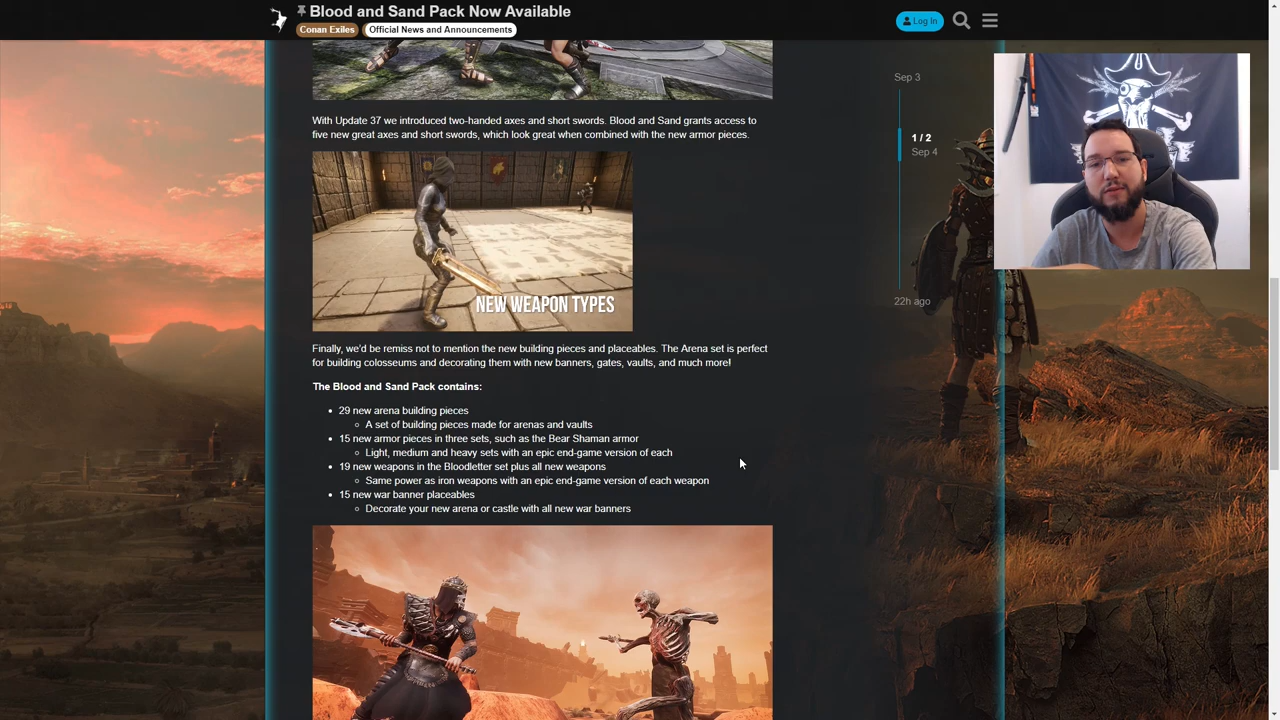 Blood and Sand Pack Now Available
Conan Exiles
Official News and Announcements
Log In
Sep 3
With Update 37 we introduced two-handed axes and short swords. Blood and Sand grants access to
five new great axes and short swords, which look great when combined with the new armor pieces.
1 / 2
Sep 4
NEW WEAPON TYPES
22h ago
Finally, we'd be remiss not to mention the new building pieces and placeables. The Arena set is perfect
for building colosseums and decorating them with new banners, gates, vaults, and much more!
The Blood and Sand Pack contains:
29 new arena building pieces
A set of building pieces made for arenas and vaults
15 new armor pieces in three sets, such as the Bear Shaman armor
Light, medium and heavy sets with an epic end-game version of each
19 new weapons in the Bloodletter set plus all new weapons
Same power as iron weapons with an epic end-game version of each weapon
15 new war banner placeables
Decorate your new arena or castle with all new war banners